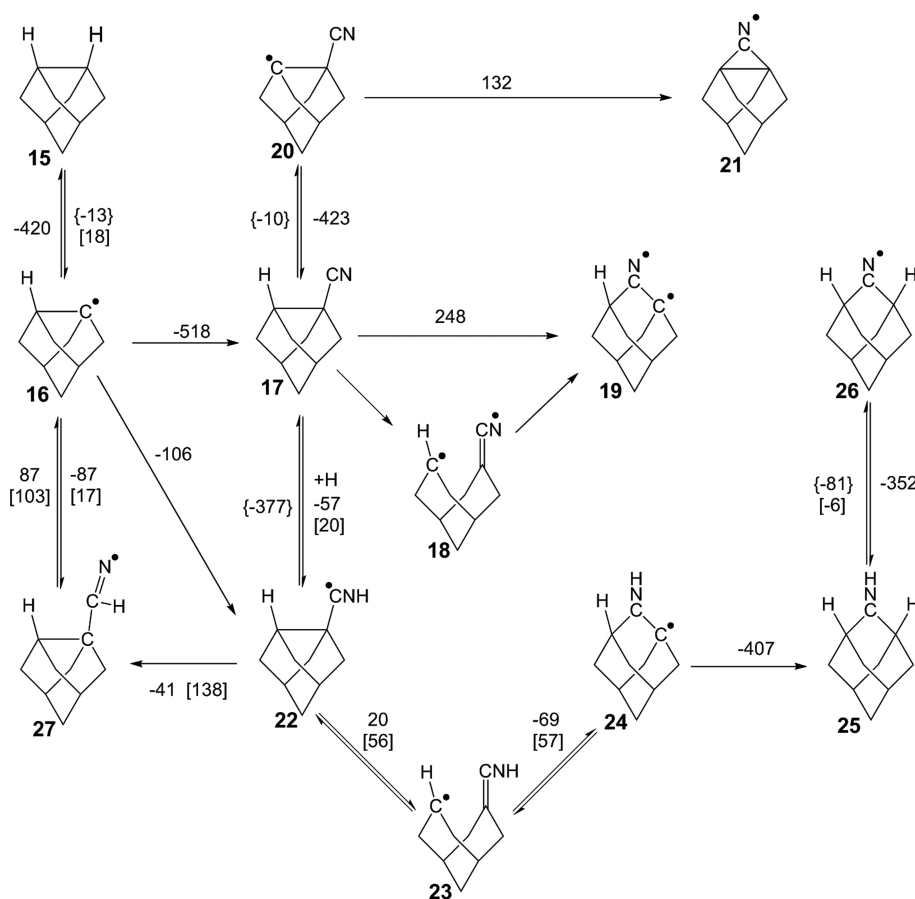 H H
15
-420 {-13}
[18]
CN
•
C
20
132
N•
C
21
{-10} -423
H
C•
16
-518
H CN
17
248
N•
H C
C•
19
N•
H C H
26
87 -87
[103] [17]
-106
{-377} +H
-57
[20]
H CN•
C•
18
{-81} -352
[-6]
N•
C
H H
C
27
-41 [138]
•
H CNH
22
20
[56]
-69
[57]
H
N
H C
C•
24
-407
H
N
H C H
25
H CNH
C•
23